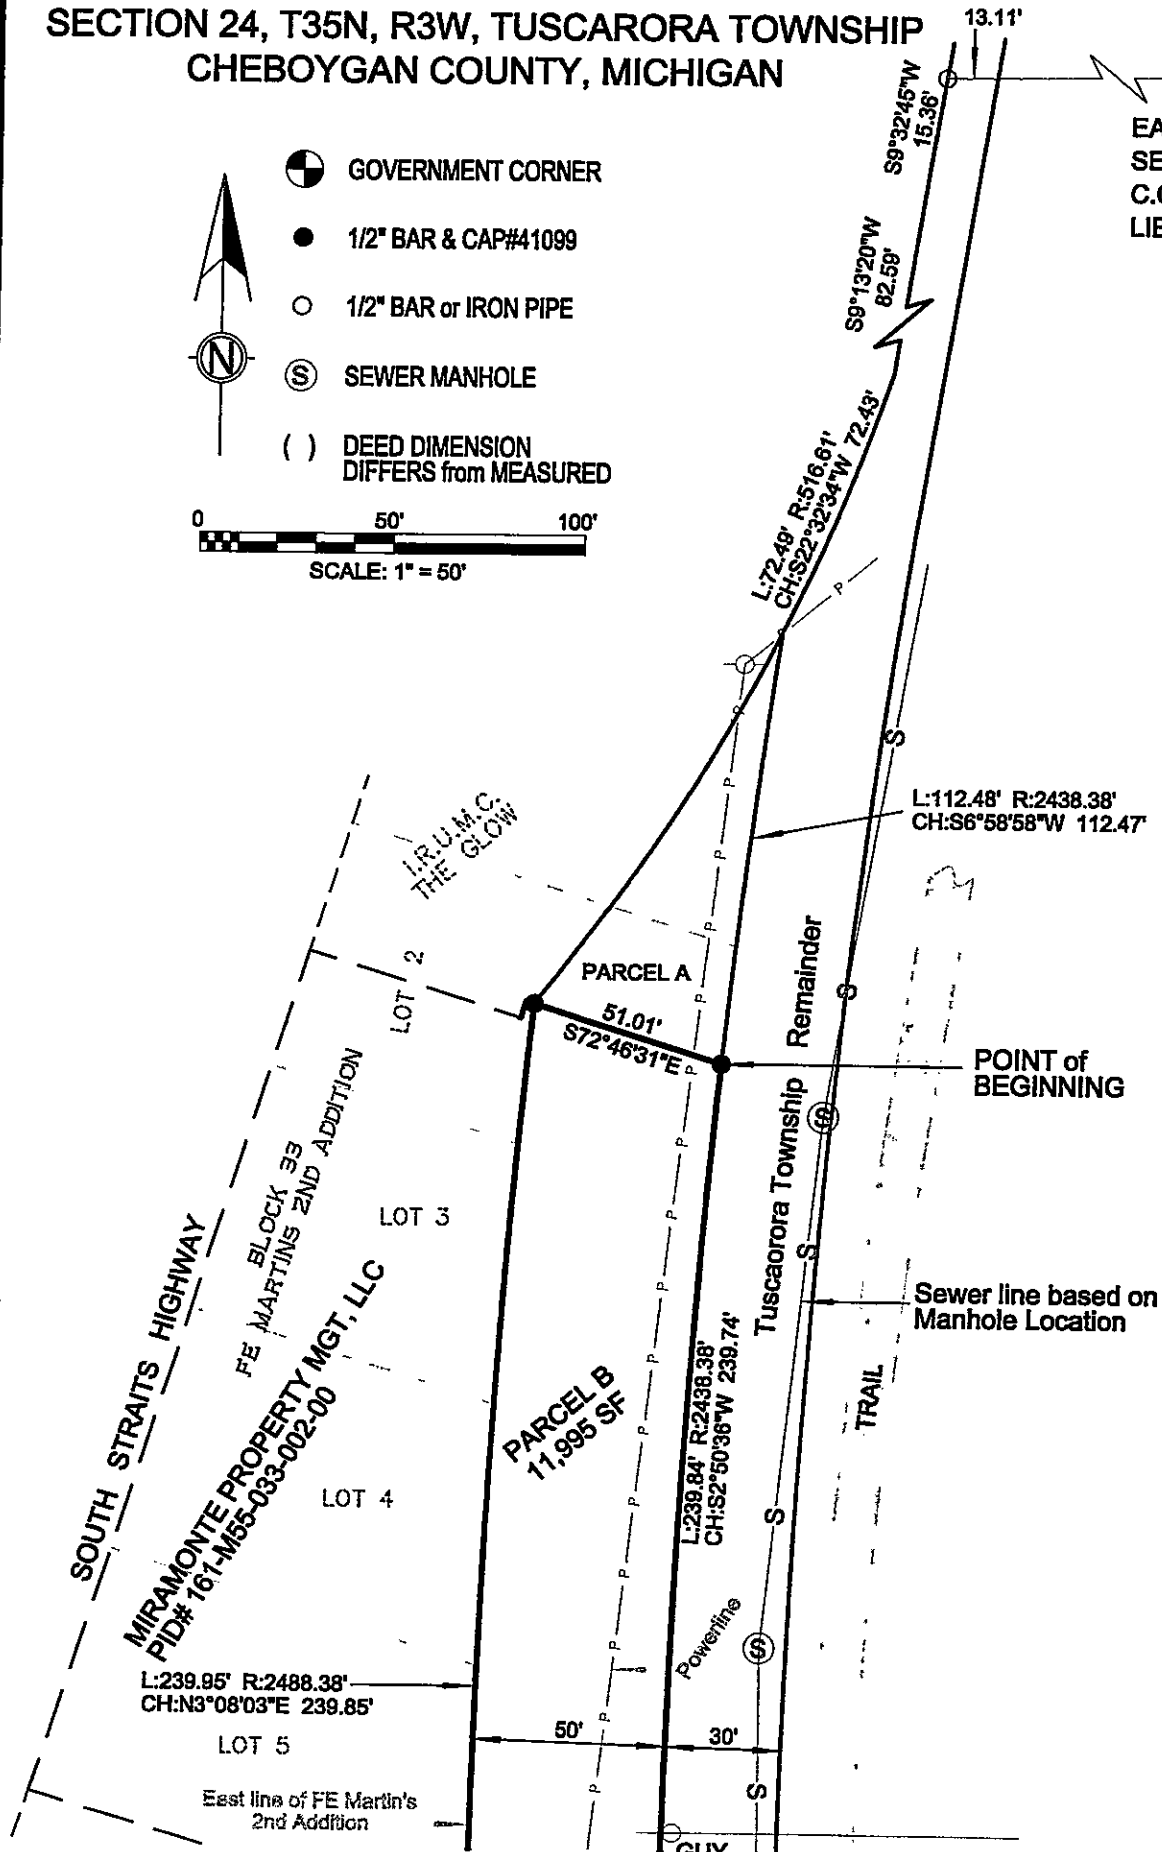 SECTION 24, T35N, R3W, TUSCARORA TOWNSHIP
CHEBOYGAN COUNTY, MICHIGAN
13.11'
GOVERNMENT CORNER
1/2" BAR & CAP#41099
1/2" BAR or IRON PIPE
S SEWER MANHOLE
( ) DEED DIMENSION
DIFFERS from MEASURED
N
0 50' 100'
SCALE: 1" = 50'
EA
SE
LIE
S9°32'45"W
15.36'
S9°13'20"W
82.59'
L:72.49' R:516.61'
CH:S22°32'34"W 72.43'
P
P
S
L:112.48' R:2438.38'
CH:S6°58'58"W 112.47'
P
P
I.R.U.M.C.
THE GLOW
PARCEL A
LOT 2
51.01'
S72°46'31"E
P
P
S
POINT of
BEGINNING
Tuscaorora Township Remainder
S
BLOCK 33
FE MARTINS 2ND ADDITION
LOT 3
P
P
S
Sewer line based on
Manhole Location
SOUTH STRAITS HIGHWAY
MIRAMONTE PROPERTY MGT, LLC
PID# 161-M55-033-002-00
PARCEL B
11,995 SF
L:239.84' R:2438.38'
CH:S2°50'36"W 239.74'
TRAIL
P
P
LOT 4
S
P
P
Powerline
S
L:239.95' R:2488.38'
CH:N3°08'03"E 239.85'
P
P
50'
30'
LOT 5
P
S
East line of FE Martin's
2nd Addition
GUY